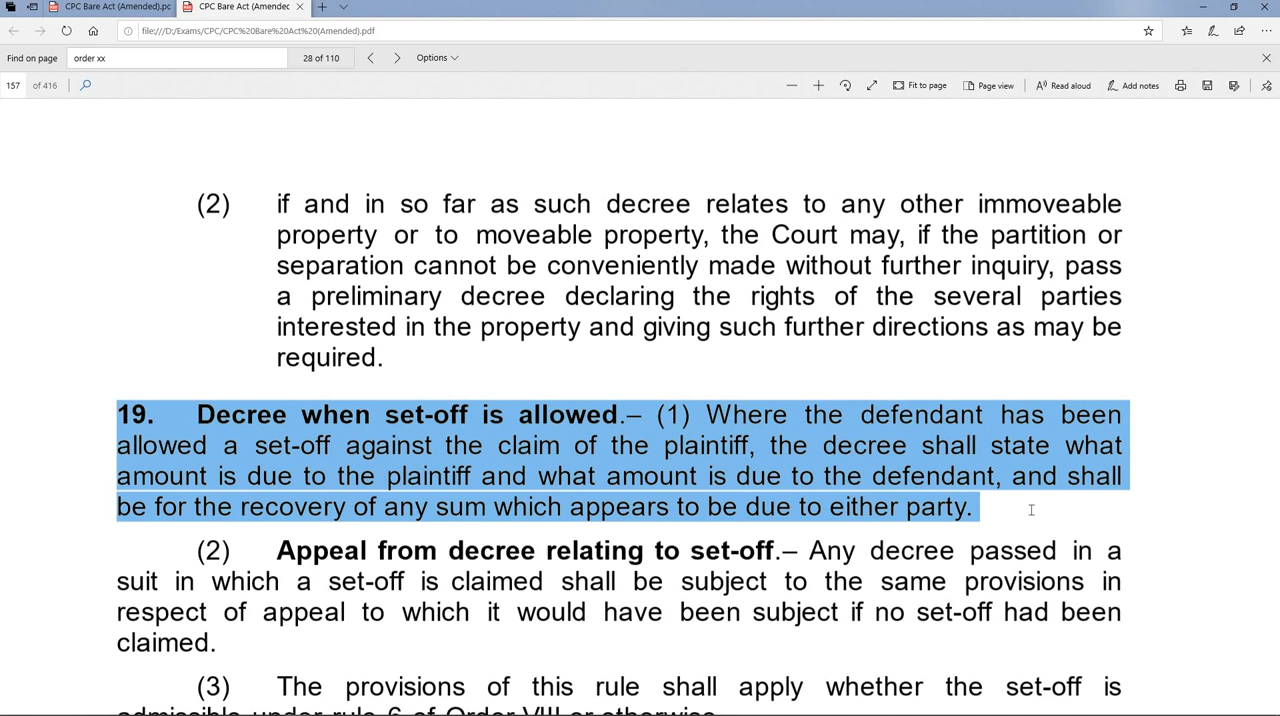 CPC Bare Act (Amended).pc
CPC Bare Act (Amendec
file:///D:/Exams/CPC/CPC%20Bare%20Act%20(Amended).pdf
Find on page order xx 28 of 110 Options
157 of 416 Fit to page Page view Read aloud Add notes
(2) if and in so far as such decree relates to any other immoveable
property or to moveable property, the Court may, if the partition or
separation cannot be conveniently made without further inquiry, pass
a preliminary decree declaring the rights of the several parties
interested in the property and giving such further directions as may be
required.
19. Decree when set-off is allowed.– (1) Where the defendant has been
allowed a set-off against the claim of the plaintiff, the decree shall state what
amount is due to the plaintiff and what amount is due to the defendant, and shall
be for the recovery of any sum which appears to be due to either party.
(2) Appeal from decree relating to set-off.– Any decree passed in a
suit in which a set-off is claimed shall be subject to the same provisions in
respect of appeal to which it would have been subject if no set-off had been
claimed.
(3) The provisions of this rule shall apply whether the set-off is
admissible under rule 6 of Order VIII or otherwise